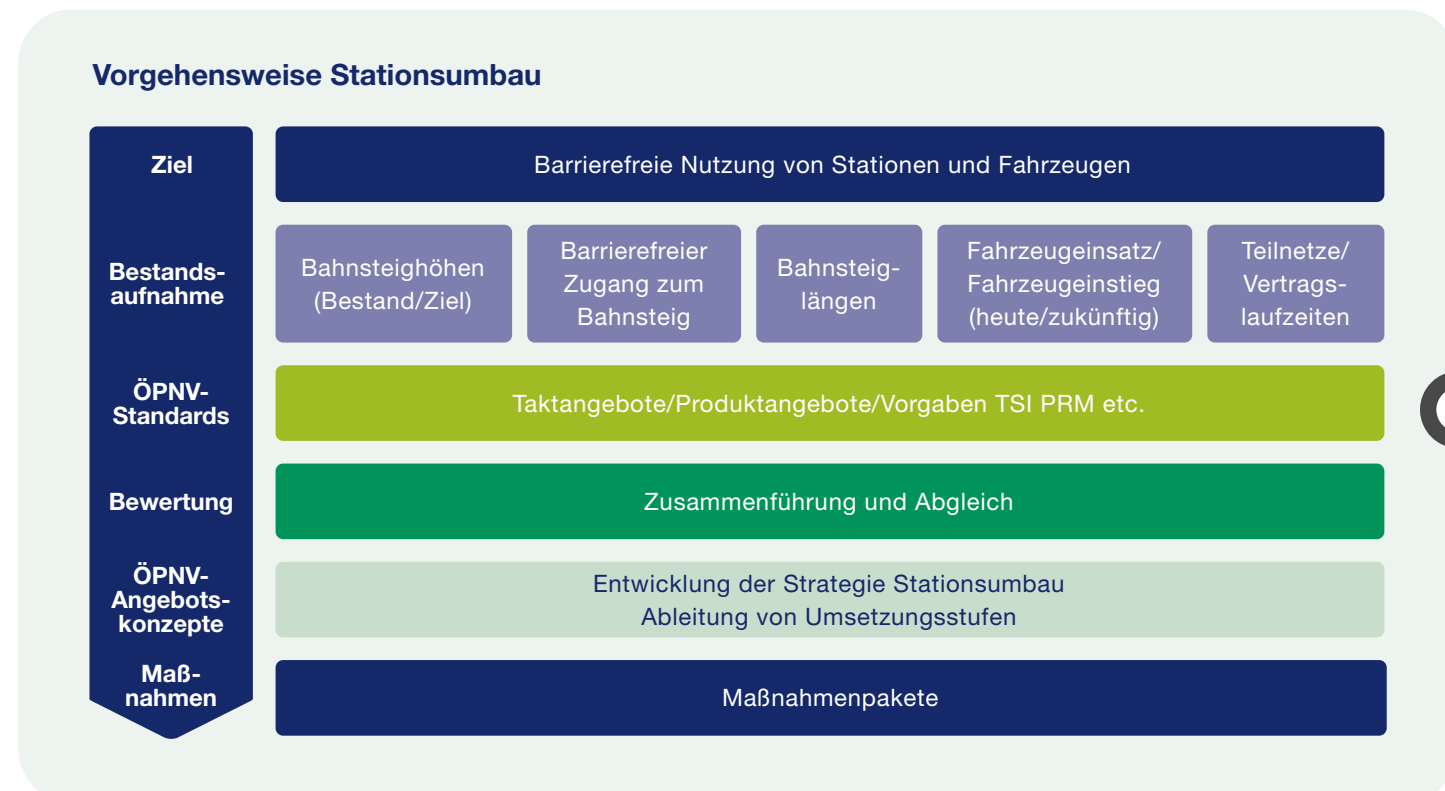 Vorgehensweise Stationsumbau
Ziel
Barrierefreie Nutzung von Stationen und Fahrzeugen
Bestands-
aufnahme
Bahnsteighöhen
(Bestand/Ziel)
Barrierefreier
Zugang zum
Bahnsteig
Bahnsteig-
längen
Fahrzeugeinsatz/
Fahrzeugeinstieg
(heute/zukünftig)
Teilnetze/
Vertrags-
laufzeiten
ÖPNV-
Standards
Taktangebote/Produktangebote/Vorgaben TSI PRM etc.
Bewertung
Zusammenführung und Abgleich
ÖPNV-
Angebots-
konzepte
Entwicklung der Strategie Stationsumbau
Ableitung von Umsetzungsstufen
Maß-
nahmen
Maßnahmenpakete